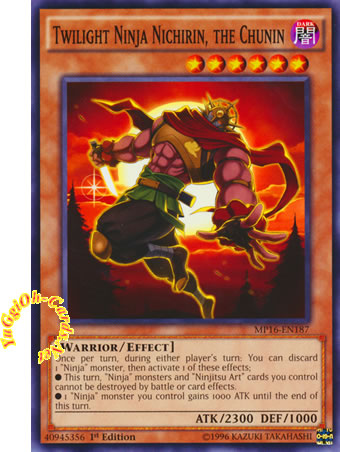 TWILIGHT NINJA NICHIRIN, THE CHUNIN
DARK
闇
MP16-EN187
[WARRIOR/EFFECT]
Once per turn, during either player's turn: You can discard
1 "Ninja" monster, then activate 1 of these effects;
●This turn, "Ninja" monsters and "Ninjitsu Art" cards you control
cannot be destroyed by battle or card effects.
●1 "Ninja" monster you control gains 1000 ATK until the end of
this turn.
ATK/2300 DEF/1000
40945356 1st Edition
©1996 KAZUKI TAKAHASHI